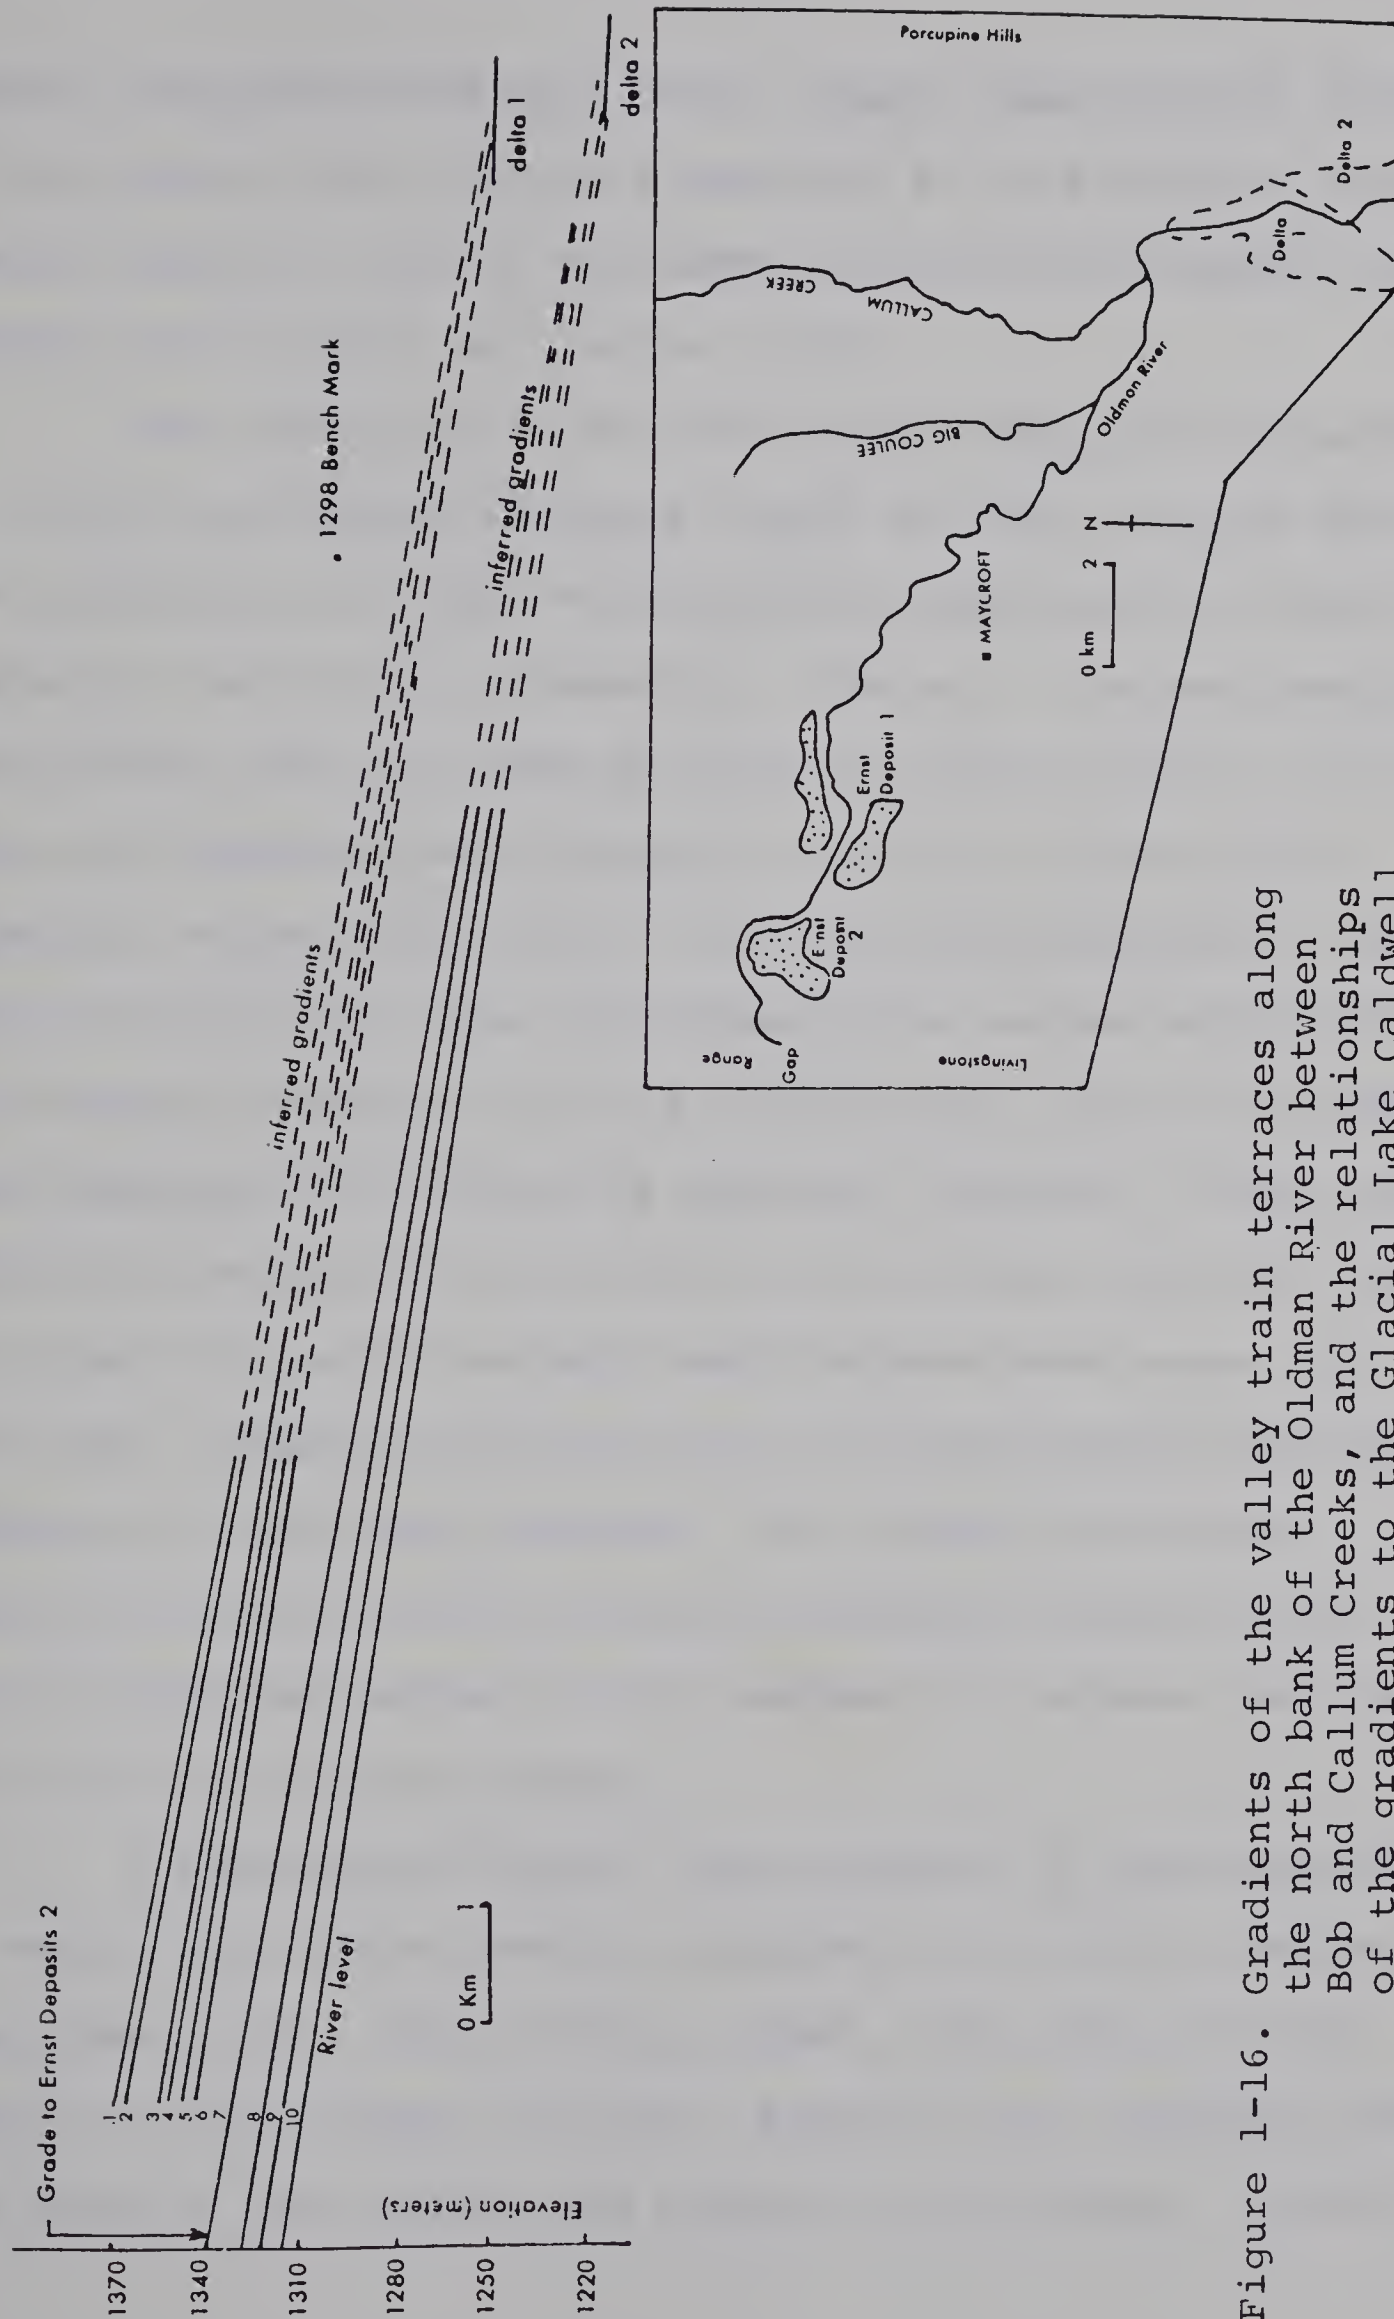 Grade to Ernst Deposits 2
1370
1340
1310
1280
1250
1220
Elevation (meters)
1
2
3
4
5
6
7
8
9
10
River level
0 Km 1
inferred gradients
inferred gradients
• 1298 Bench Mark
delta 1
delta 2
Porcupine Hills
CALLUM
CREEK
BIG COULEE
Oldman River
Delta
1
Delta 2
N
0 km 2
■ MAYCROFT
Ernst
Deposit 1
Ernst
Deposit
2
Gap
Livingstone
Range
Figure 1-16. Gradients of the valley train terraces along
the north bank of the Oldman River between
Bob and Callum Creeks, and the relationships
of the gradients to the Glacial Lake Caldwell